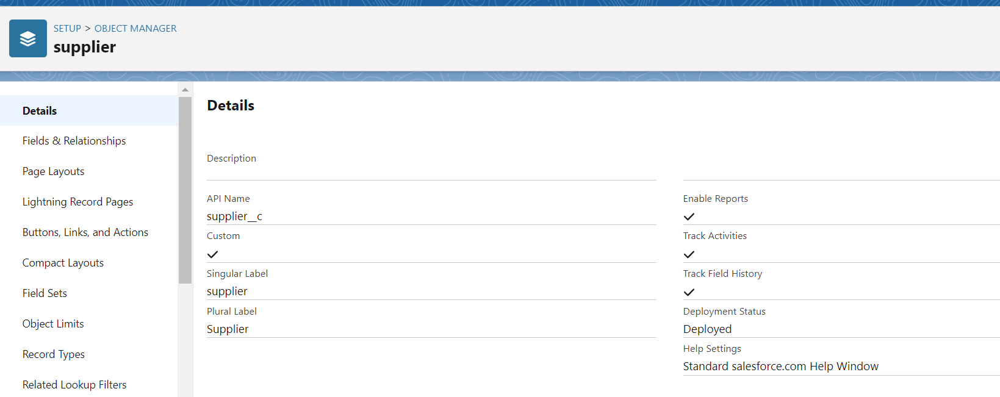 SETUP > OBJECT MANAGER
supplier
Details
Fields & Relationships
Page Layouts
Lightning Record Pages
Buttons, Links, and Actions
Compact Layouts
Field Sets
Object Limits
Record Types
Related Lookup Filters
Details
Description
API Name
supplier__c
Custom
Singular Label
supplier
Plural Label
Supplier
Enable Reports
Track Activities
Track Field History
Deployment Status
Deployed
Help Settings
Standard salesforce.com Help Window